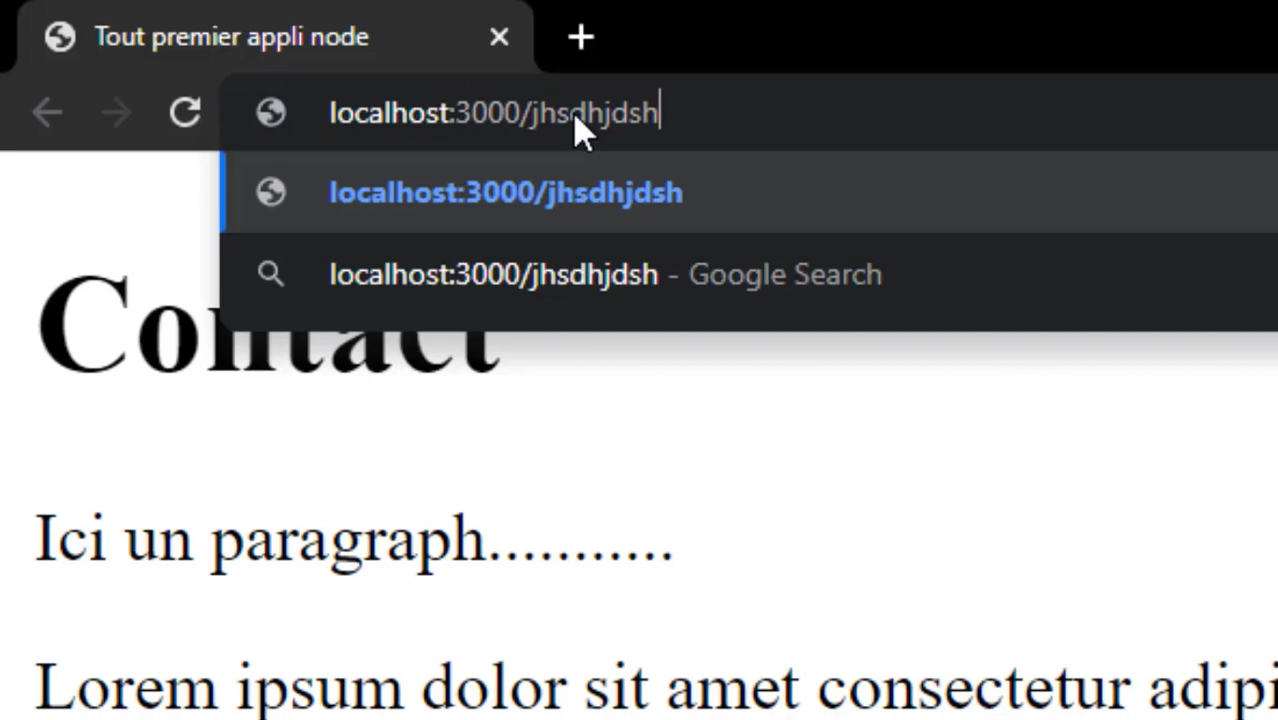 Tout premier appli node
localhost:3000/jhsdhjdsh
localhost:3000/jhsdhjdsh
localhost:3000/jhsdhjdsh - Google Search
Contact
Ici un paragraph...........
Lorem ipsum dolor sit amet consectetur adipi